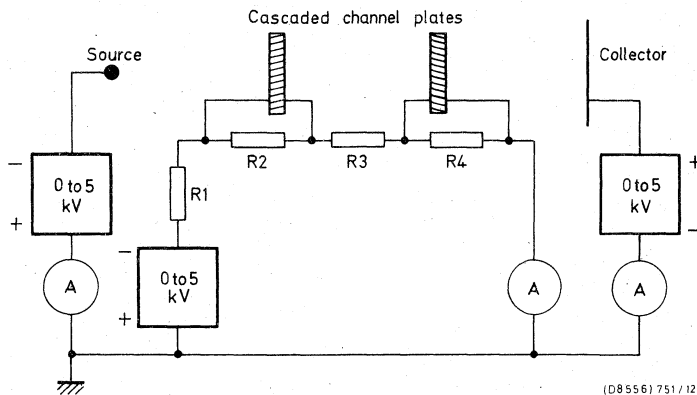 Cascaded channel plates
Source
Collector
-
0 to 5
kV
+
R1
R2
R3
R4
-
0 to 5
kV
+
A
A
+
0 to 5
kV
-
A
(D8556) 751 / 12